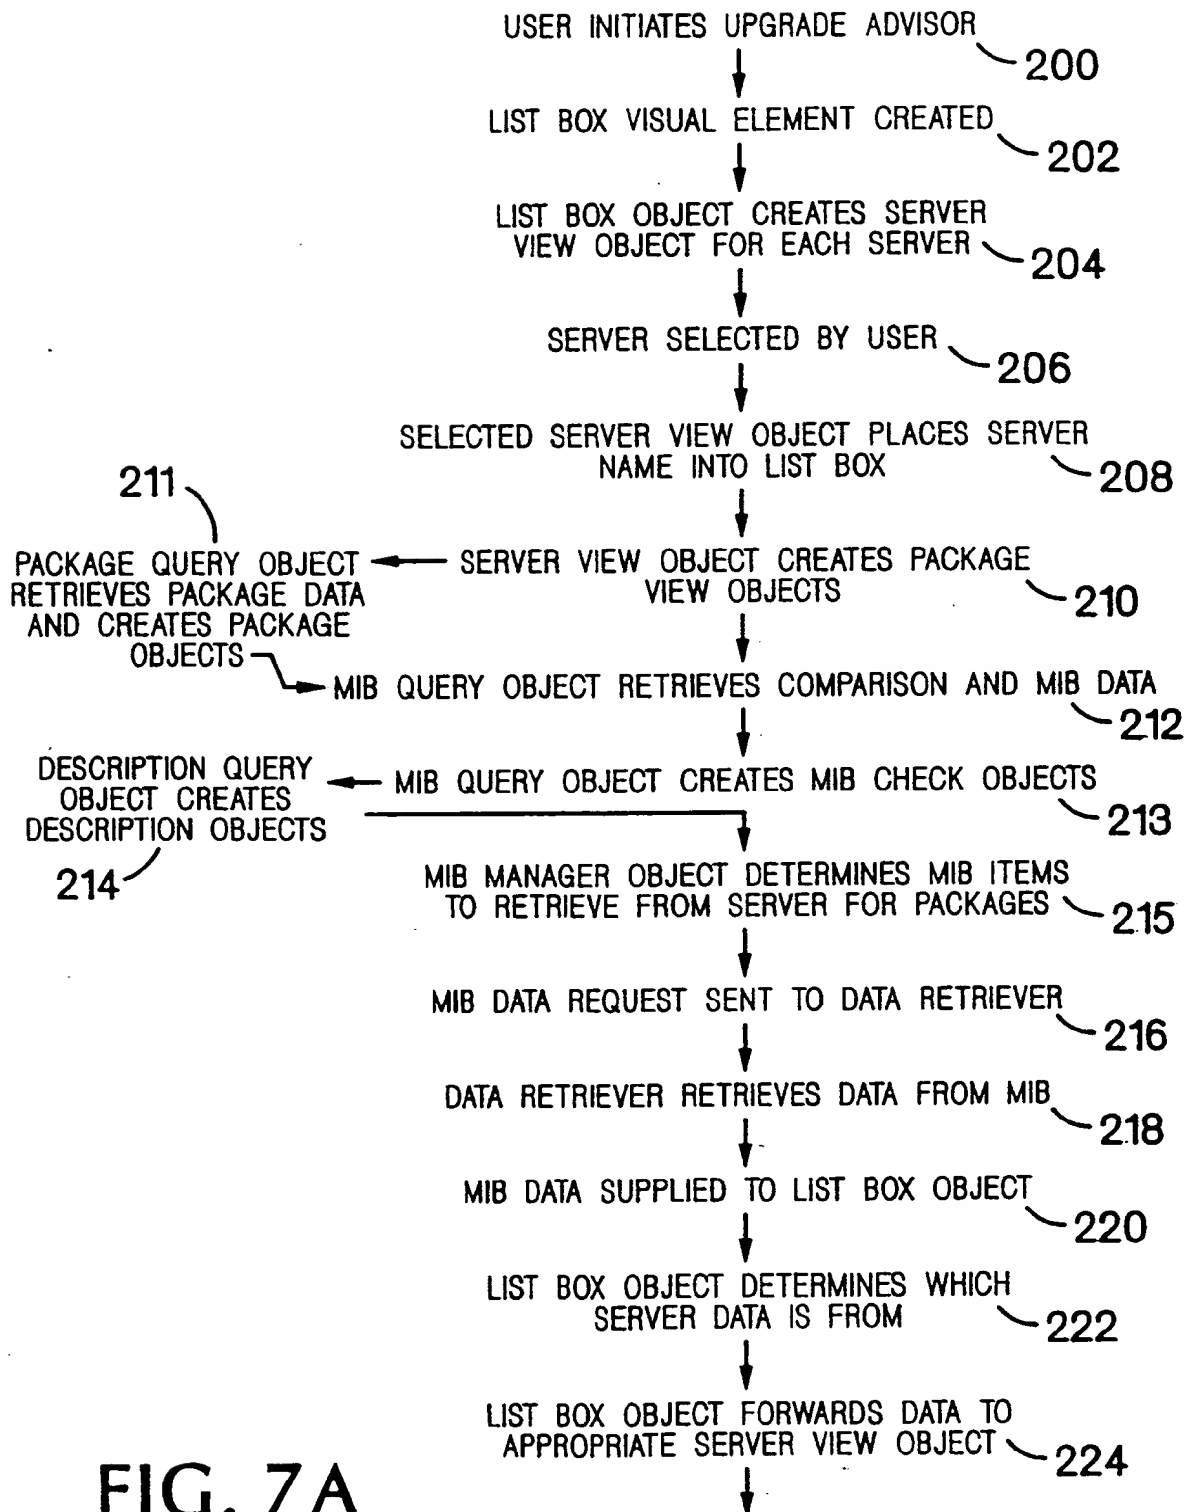 USER INITIATES UPGRADE ADVISOR
200
LIST BOX VISUAL ELEMENT CREATED
202
LIST BOX OBJECT CREATES SERVER
VIEW OBJECT FOR EACH SERVER
204
SERVER SELECTED BY USER
206
SELECTED SERVER VIEW OBJECT PLACES SERVER
NAME INTO LIST BOX
208
211
PACKAGE QUERY OBJECT
RETRIEVES PACKAGE DATA
AND CREATES PACKAGE
OBJECTS
SERVER VIEW OBJECT CREATES PACKAGE
VIEW OBJECTS
210
MIB QUERY OBJECT RETRIEVES COMPARISON AND MIB DATA
212
DESCRIPTION QUERY
OBJECT CREATES
DESCRIPTION OBJECTS
214
MIB QUERY OBJECT CREATES MIB CHECK OBJECTS
213
MIB MANAGER OBJECT DETERMINES MIB ITEMS
TO RETRIEVE FROM SERVER FOR PACKAGES
215
MIB DATA REQUEST SENT TO DATA RETRIEVER
216
DATA RETRIEVER RETRIEVES DATA FROM MIB
218
MIB DATA SUPPLIED TO LIST BOX OBJECT
220
LIST BOX OBJECT DETERMINES WHICH
SERVER DATA IS FROM
222
LIST BOX OBJECT FORWARDS DATA TO
APPROPRIATE SERVER VIEW OBJECT
224
FIG. 7A